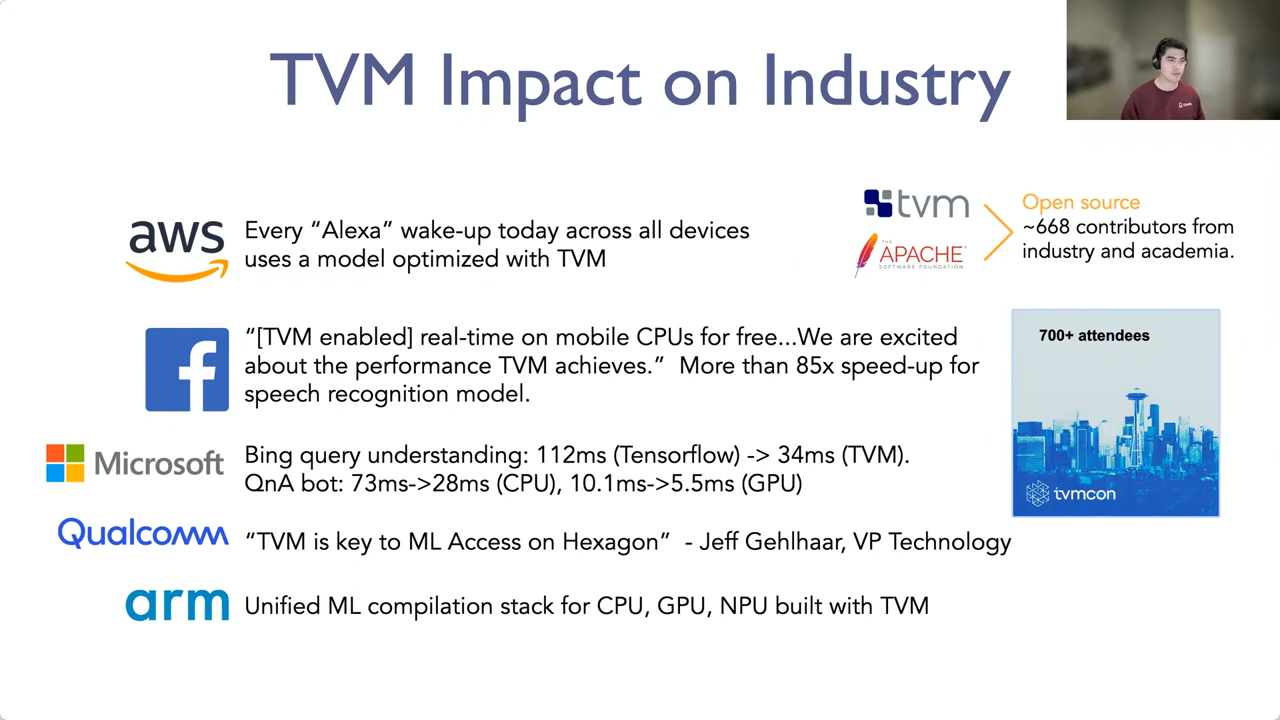 TVM Impact on Industry
aws
Every “Alexa” wake-up today across all devices
uses a model optimized with TVM
tvm
THE
APACHE
SOFTWARE FOUNDATION
Open source
~668 contributors from
industry and academia.
“[TVM enabled] real-time on mobile CPUs for free...We are excited
about the performance TVM achieves.” More than 85x speed-up for
speech recognition model.
700+ attendees
tvmcon
Microsoft
Bing query understanding: 112ms (Tensorflow) -> 34ms (TVM).
QnA bot: 73ms->28ms (CPU), 10.1ms->5.5ms (GPU)
Qualcomm
“TVM is key to ML Access on Hexagon” - Jeff Gehlhaar, VP Technology
arm
Unified ML compilation stack for CPU, GPU, NPU built with TVM